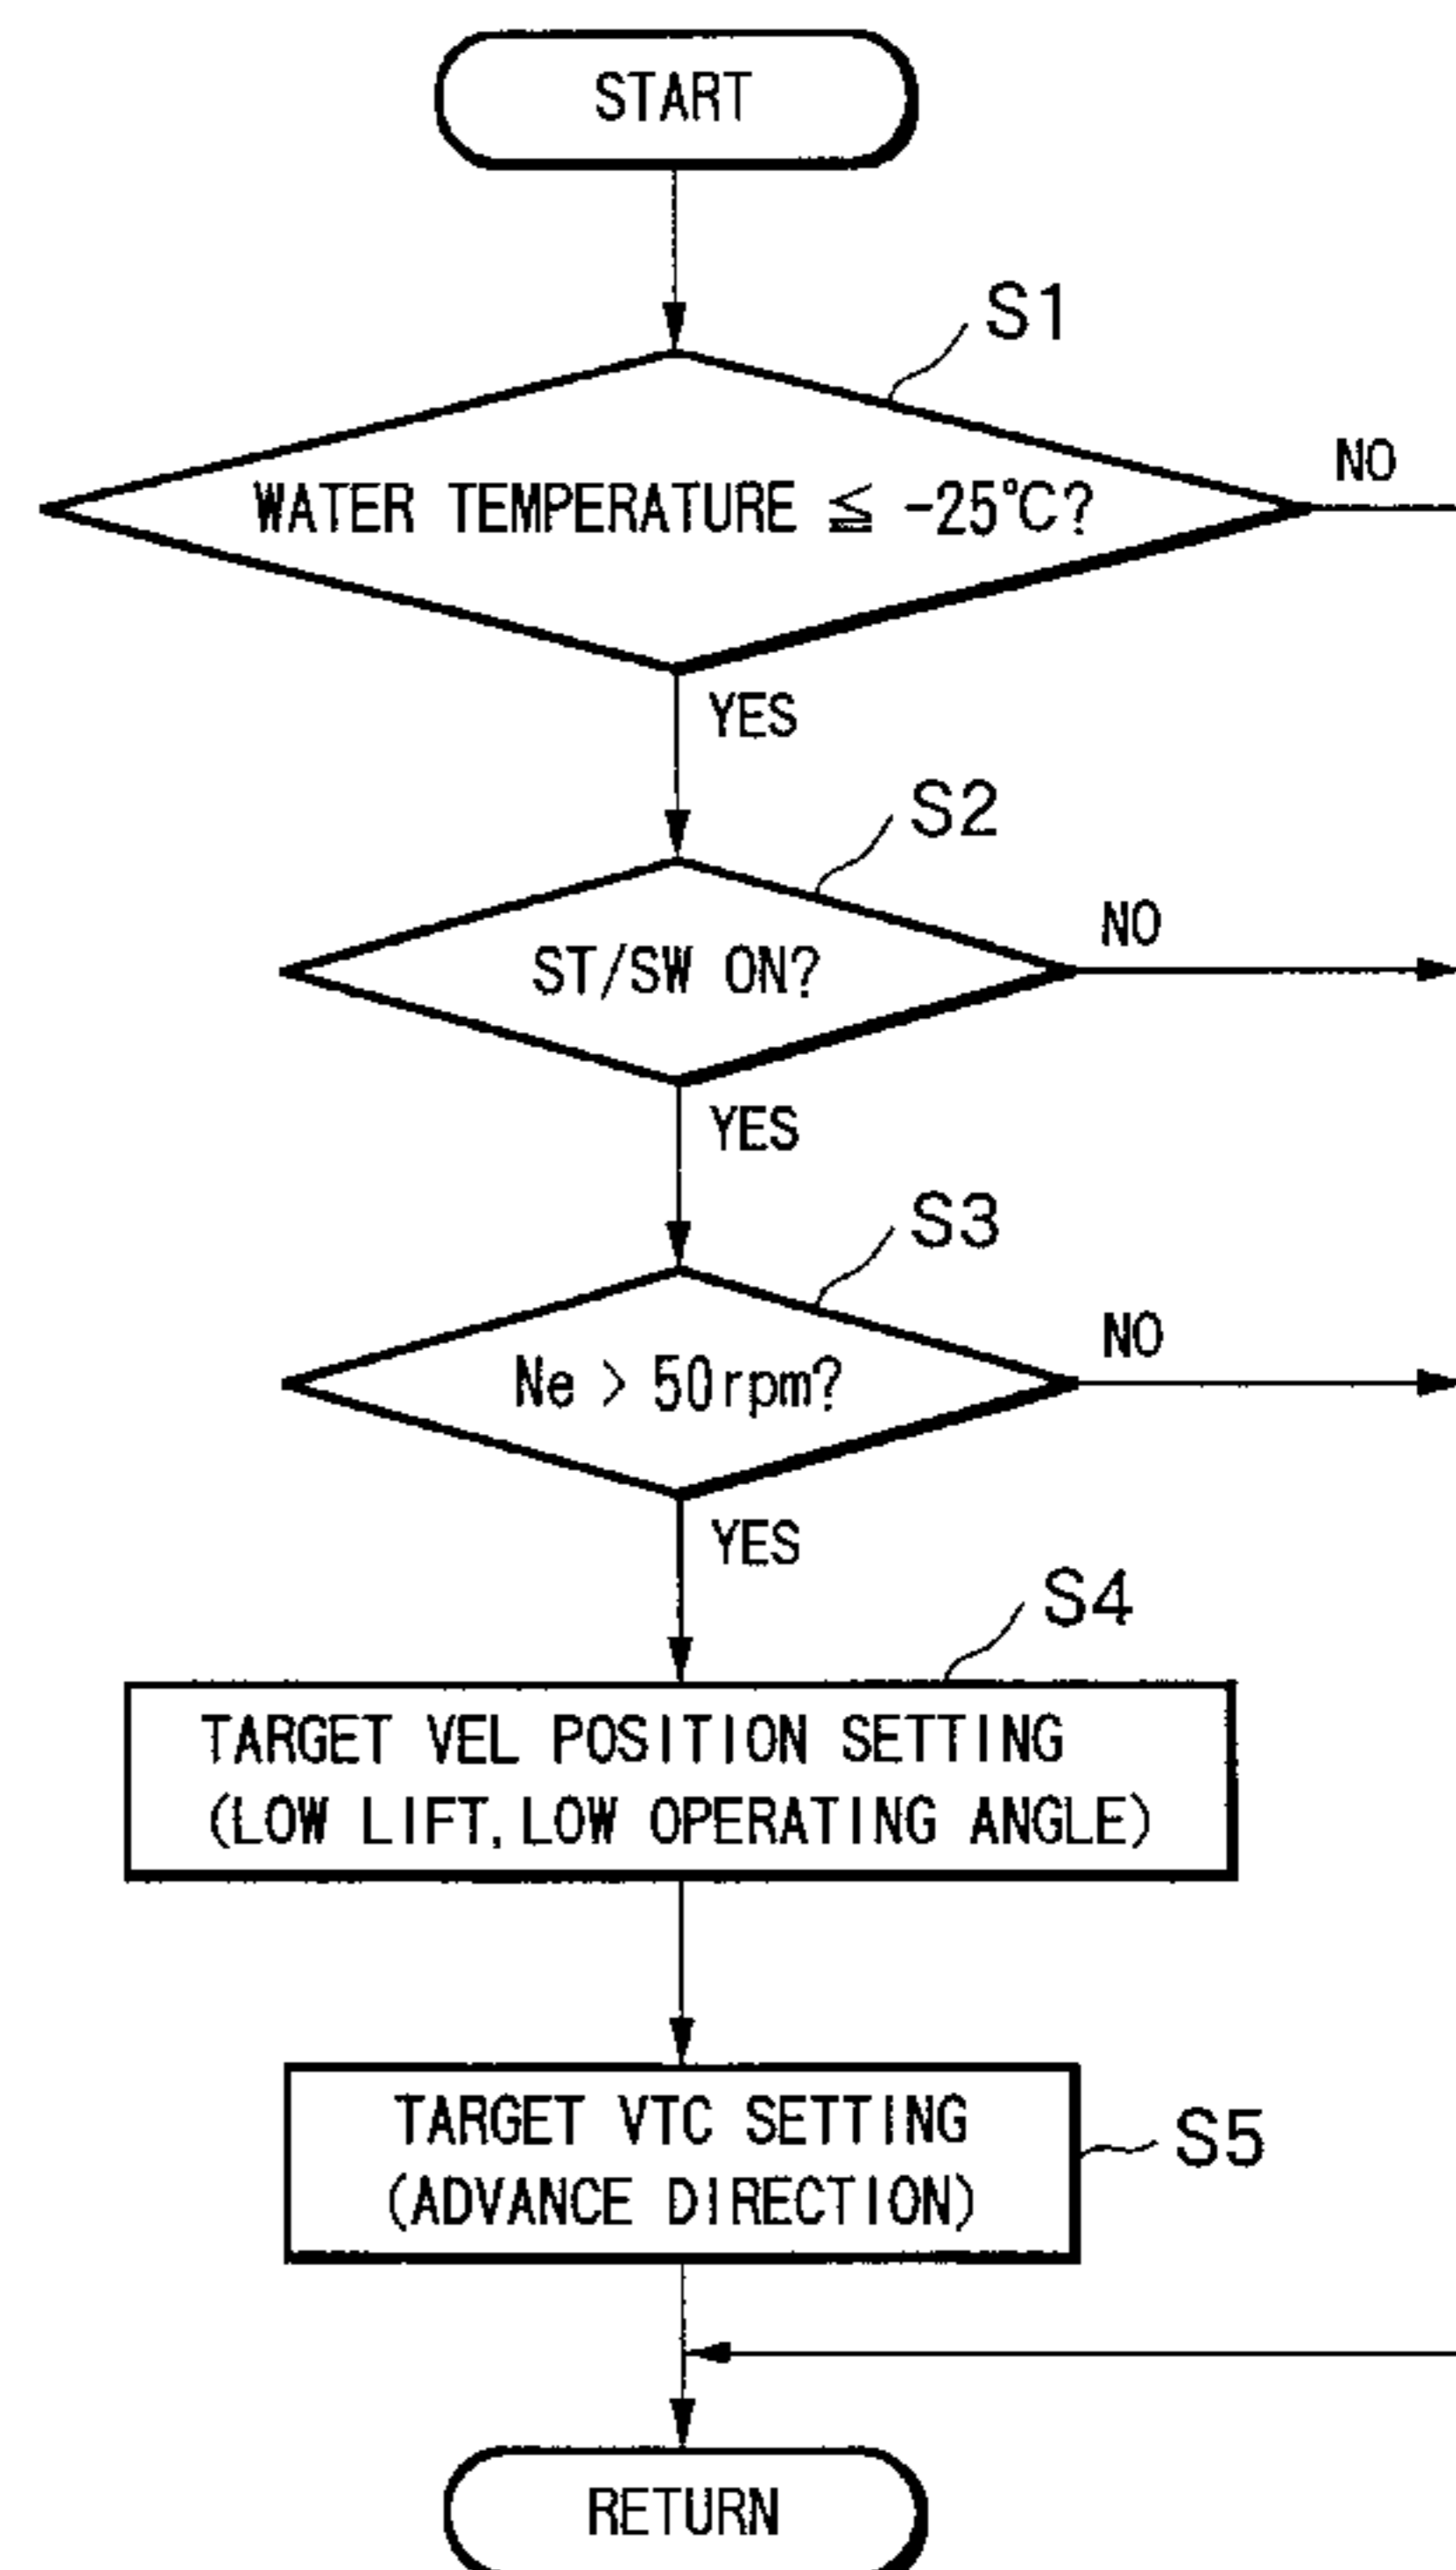 START
S1
WATER TEMPERATURE ≦ -25℃?
NO
YES
S2
ST/SW ON?
NO
YES
S3
Ne > 50rpm?
NO
YES
S4
TARGET VEL POSITION SETTING
(LOW LIFT, LOW OPERATING ANGLE)
TARGET VTC SETTING
(ADVANCE DIRECTION)
S5
RETURN